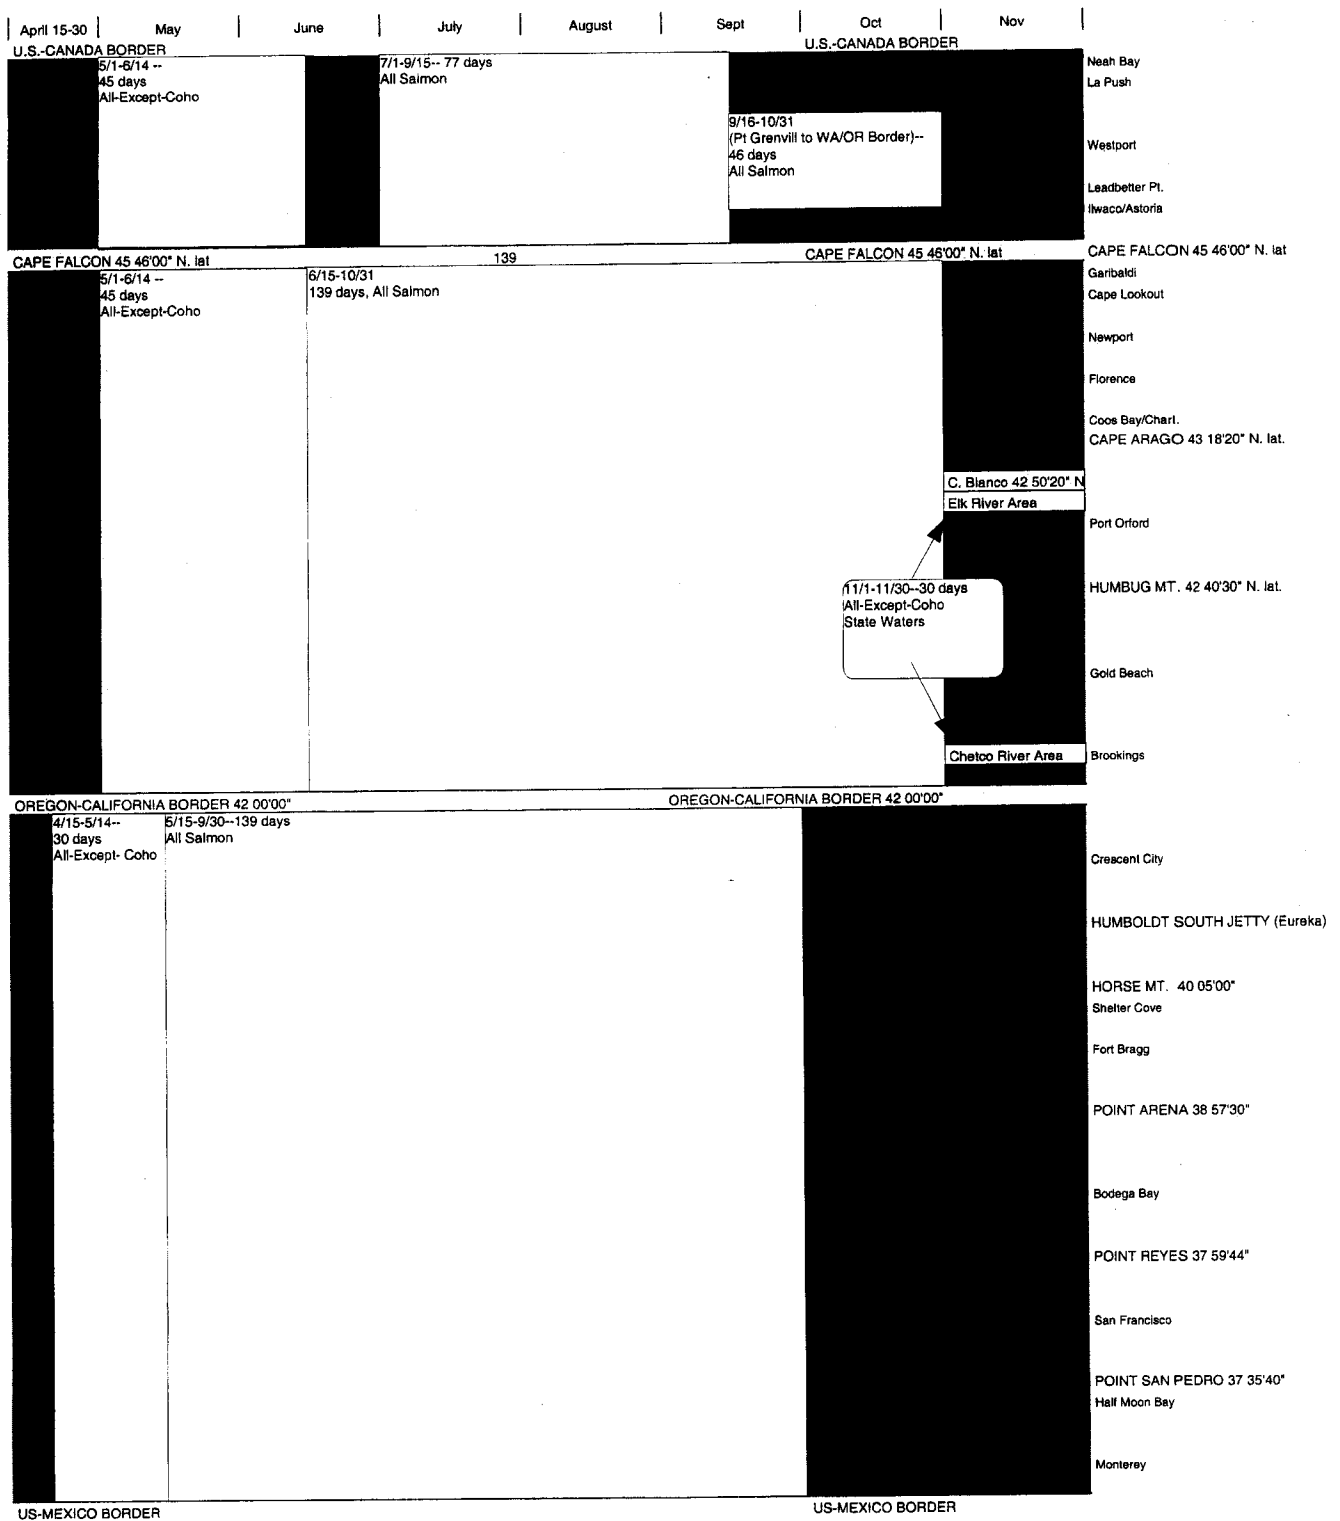 April 15-30 May June July August Sept Oct Nov
U.S.-CANADA BORDER U.S.-CANADA BORDER
5/1-6/14 --
45 days
All-Except-Coho
7/1-9/15-- 77 days
All Salmon
9/16-10/31
(Pt Grenvill to WA/OR Border)--
46 days
All Salmon
Neah Bay
La Push
Westport
Leadbetter Pt.
Ilwaco/Astoria
CAPE FALCON 45 46'00" N. lat 139 CAPE FALCON 45 46'00" N. lat CAPE FALCON 45 46'00" N. lat
5/1-6/14 --
45 days
All-Except-Coho
6/15-10/31
139 days, All Salmon
Garibaldi
Cape Lookout
Newport
Florence
Coos Bay/Charl.
CAPE ARAGO 43 18'20" N. lat.
C. Blanco 42 50'20" N
Elk River Area
Port Orford
11/1-11/30--30 days
All-Except-Coho
State Waters
HUMBUG MT. 42 40'30" N. lat.
Gold Beach
Chetco River Area
Brookings
OREGON-CALIFORNIA BORDER 42 00'00" OREGON-CALIFORNIA BORDER 42 00'00"
4/15-5/14--
30 days
All-Except- Coho
5/15-9/30--139 days
All Salmon
Crescent City
HUMBOLDT SOUTH JETTY (Eureka)
HORSE MT. 40 05'00"
Shelter Cove
Fort Bragg
POINT ARENA 38 57'30"
Bodega Bay
POINT REYES 37 59'44"
San Francisco
POINT SAN PEDRO 37 35'40"
Half Moon Bay
Monterey
US-MEXICO BORDER US-MEXICO BORDER